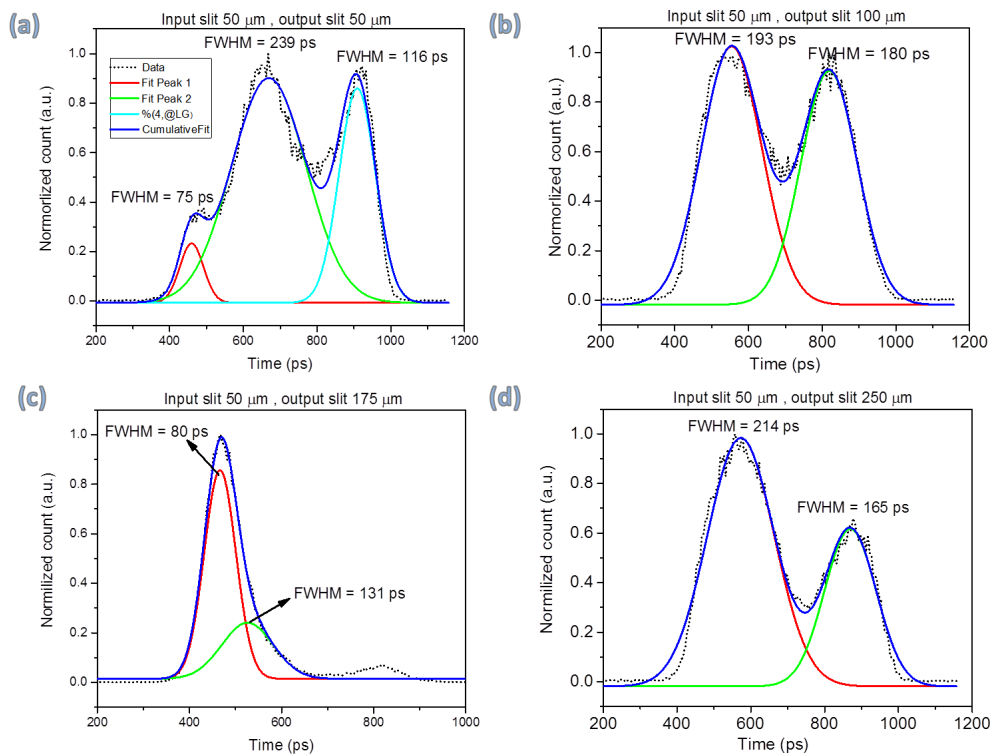 (a)
Input slit 50 μm , output slit 50 μm
FWHM = 239 ps
116 ps
Data
Fit Peak 1
Fit Peak 2
%(4,@LG)
CumulativeFit
FWHM = 75 ps
Normorlized count (a.u.)
1.0
0.8
0.6
0.4
0.2
0.0
200 400 600 800 1000 1200
Time (ps)
(b)
Input slit 50 μm , output slit 100 μm
FWHM = 193 ps
FWHM = 180 ps
Normorlized count (a.u.)
1.0
0.8
0.6
0.4
0.2
0.0
200 400 600 800 1000 1200
Time (ps)
(c)
Input slit 50 μm , output slit 175 μm
FWHM = 80 ps
FWHM = 131 ps
Normilized count (a.u.)
1.0
0.8
0.6
0.4
0.2
0.0
200 400 600 800 1000
Time (ps)
(d)
Input slit 50 μm , output slit 250 μm
FWHM = 214 ps
FWHM = 165 ps
Normilized count (a.u.)
1.0
0.8
0.6
0.4
0.2
0.0
200 400 600 800 1000 1200
Time (ps)